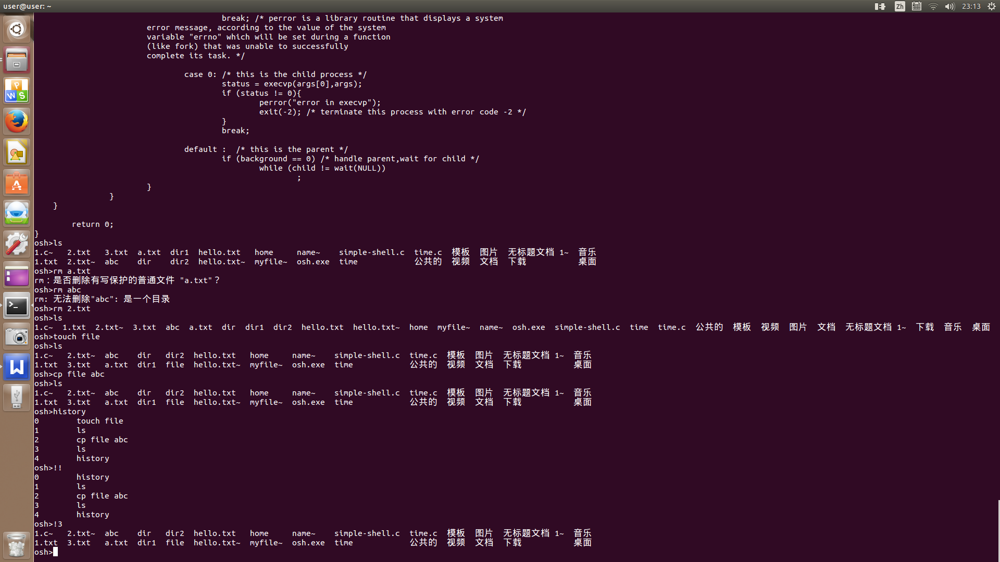 user@user: ~
Zh
23:13
break; /* perror is a library routine that displays a system
error message, according to the value of the system
variable "errno" which will be set during a function
(like fork) that was unable to successfully
complete its task. */
case 0: /* this is the child process */
status = execvp(args[0],args);
if (status != 0){
perror("error in execvp");
exit(-2); /* terminate this process with error code -2 */
}
break;
default :  /* this is the parent */
if (background == 0) /* handle parent,wait for child */
while (child != wait(NULL))
;
}
}
}
return 0;
}
osh>ls
1.c~   2.txt   3.txt  a.txt  dir1  hello.txt   home     name~    simple-shell.c  time.c  模板  图片  无标题文档 1~  音乐
1.txt  2.txt~  abc    dir    dir2  hello.txt~  myfile~  osh.exe  time            公共的  视频  文档  下载           桌面
osh>rm a.txt
rm：是否删除有写保护的普通文件 "a.txt"？
osh>rm abc
rm: 无法删除"abc": 是一个目录
osh>rm 2.txt
osh>ls
1.c~  1.txt  2.txt~  3.txt  abc  a.txt  dir  dir1  dir2  hello.txt  hello.txt~  home  myfile~  name~  osh.exe  simple-shell.c  time  time.c  公共的  模板  视频  图片  文档  无标题文档 1~  下载  音乐  桌面
osh>touch file
osh>ls
1.c~   2.txt~  abc    dir   dir2  hello.txt   home     name~    simple-shell.c  time.c  模板  图片  无标题文档 1~  音乐
1.txt  3.txt   a.txt  dir1  file  hello.txt~  myfile~  osh.exe  time            公共的  视频  文档  下载           桌面
osh>cp file abc
osh>ls
1.c~   2.txt~  abc    dir   dir2  hello.txt   home     name~    simple-shell.c  time.c  模板  图片  无标题文档 1~  音乐
1.txt  3.txt   a.txt  dir1  file  hello.txt~  myfile~  osh.exe  time            公共的  视频  文档  下载           桌面
osh>history
0        touch file
1        ls
2        cp file abc
3        ls
4        history
osh>!!
0        history
1        ls
2        cp file abc
3        ls
4        history
osh>!3
1.c~   2.txt~  abc    dir   dir2  hello.txt   home     name~    simple-shell.c  time.c  模板  图片  无标题文档 1~  音乐
1.txt  3.txt   a.txt  dir1  file  hello.txt~  myfile~  osh.exe  time            公共的  视频  文档  下载           桌面
osh>